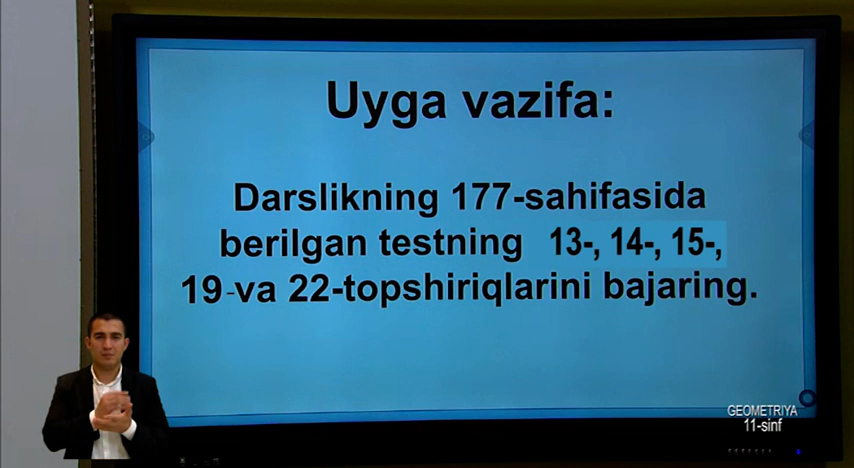 Uyga vazifa:
Darslikning 177-sahifasida
berilgan testning 13-, 14-, 15-,
19-va 22-topshiriqlarini bajaring.
GEOMETRIYA
11-sinf